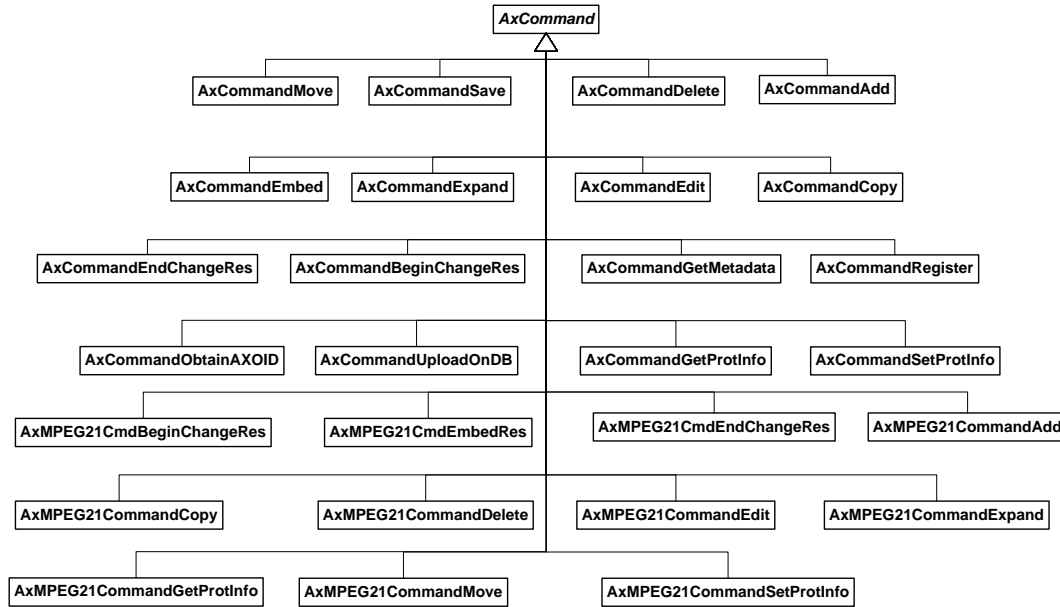 AxCommand
AxCommandMove
AxCommandSave
AxCommandDelete
AxCommandAdd
AxCommandEmbed
AxCommandExpand
AxCommandEdit
AxCommandCopy
AxCommandEndChangeRes
AxCommandBeginChangeRes
AxCommandGetMetadata
AxCommandRegister
AxCommandObtainAXOID
AxCommandUploadOnDB
AxCommandGetProtInfo
AxCommandSetProtInfo
AxMPEG21CmdBeginChangeRes
AxMPEG21CmdEmbedRes
AxMPEG21CmdEndChangeRes
AxMPEG21CommandAdd
AxMPEG21CommandCopy
AxMPEG21CommandDelete
AxMPEG21CommandEdit
AxMPEG21CommandExpand
AxMPEG21CommandGetProtInfo
AxMPEG21CommandMove
AxMPEG21CommandSetProtInfo